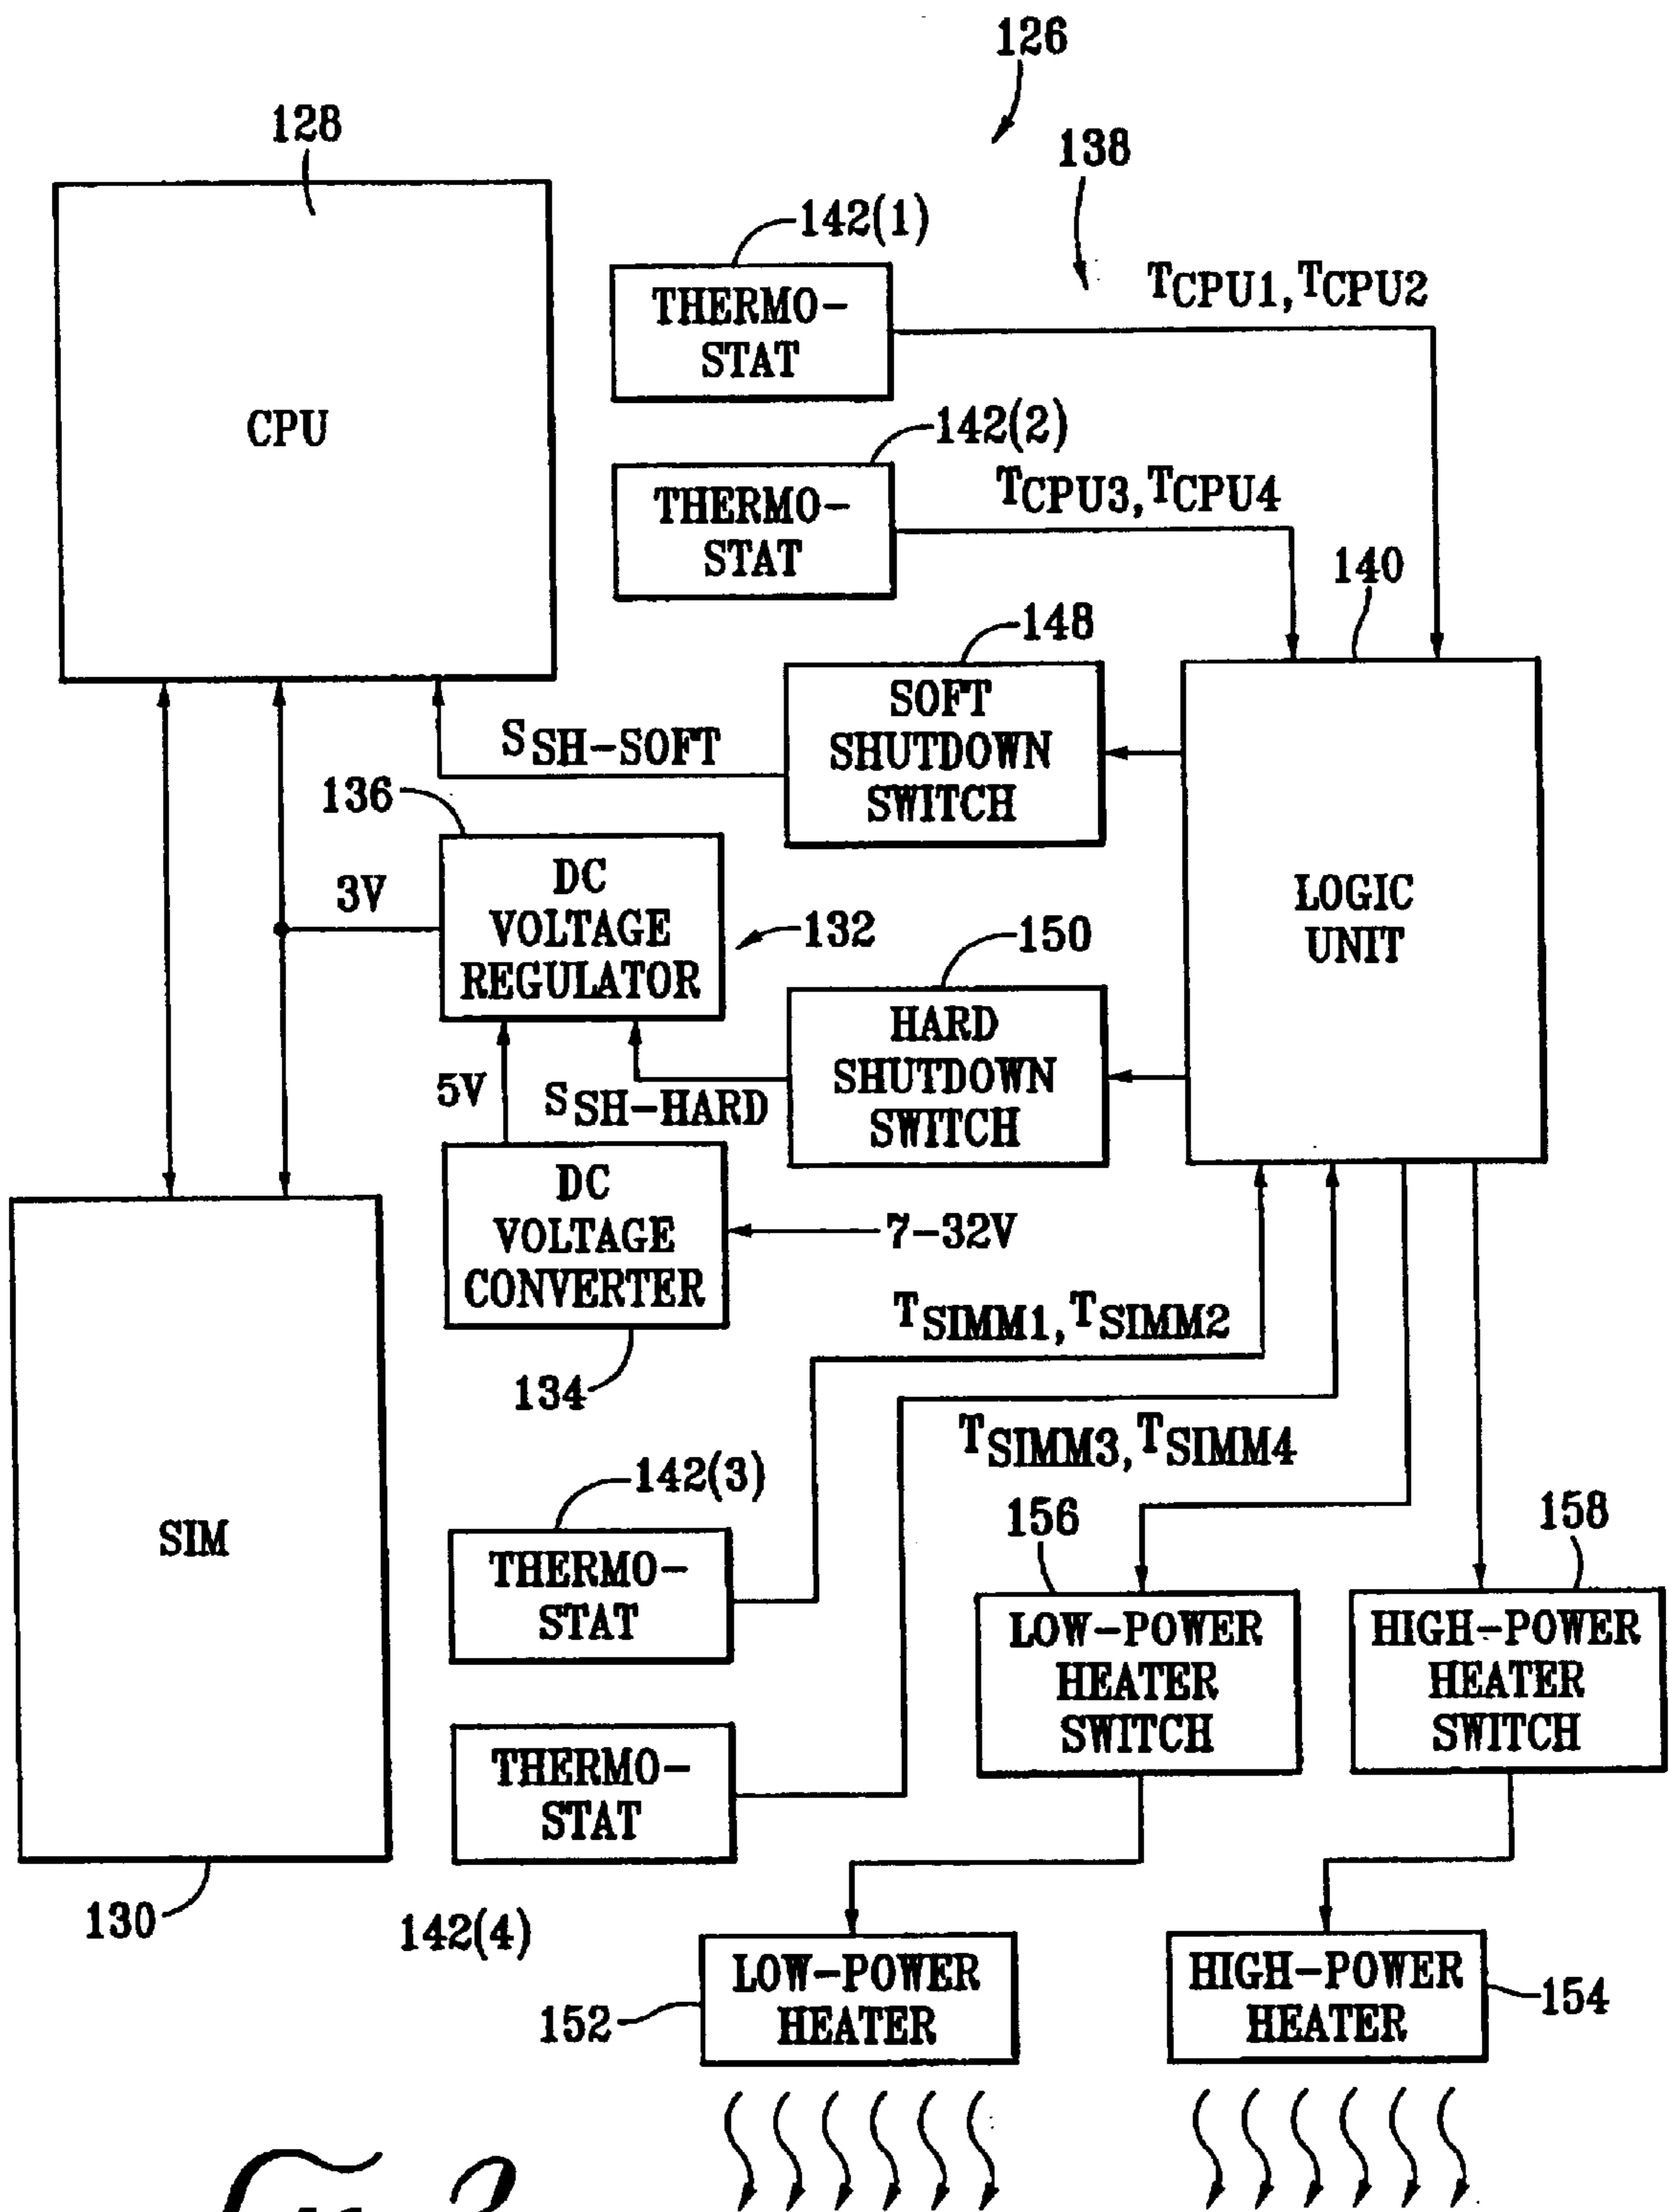 126
128
138
142(1)
THERMO-
STAT
TCPU1, TCPU2
CPU
142(2)
THERMO-
STAT
TCPU3, TCPU4
140
148
SOFT
SHUTDOWN
SWITCH
SSH-SOFT
136
DC
VOLTAGE
REGULATOR
3V
132
LOGIC
UNIT
150
HARD
SHUTDOWN
SWITCH
5V
SSH-HARD
DC
VOLTAGE
CONVERTER
7-32V
134
TSIMM1, TSIMM2
TSIMM3, TSIMM4
SIM
142(3)
THERMO-
STAT
156
158
LOW-POWER
HEATER
SWITCH
HIGH-POWER
HEATER
SWITCH
THERMO-
STAT
130
142(4)
152
LOW-POWER
HEATER
HIGH-POWER
HEATER
154